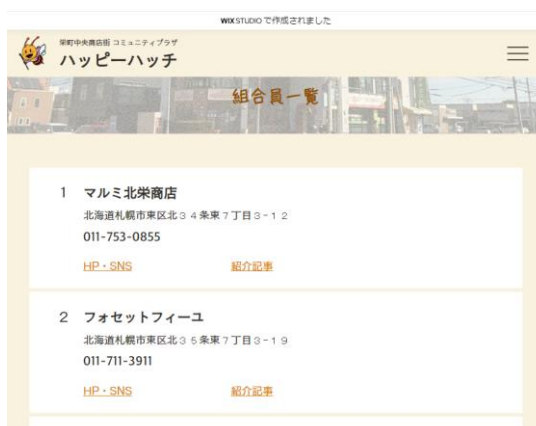 WIX STUDIO で作成されました
栄町中央商店街 コミュニティプラザ
ハッピーハッチ
組合員一覧
1 マルミ北栄商店
北海道札幌市東区北３４条東７丁目３−１２
011-753-0855
HP・SNS 紹介記事
2 フォセットフィーユ
北海道札幌市東区北３５条東７丁目３−１９
011-711-3911
HP・SNS 紹介記事